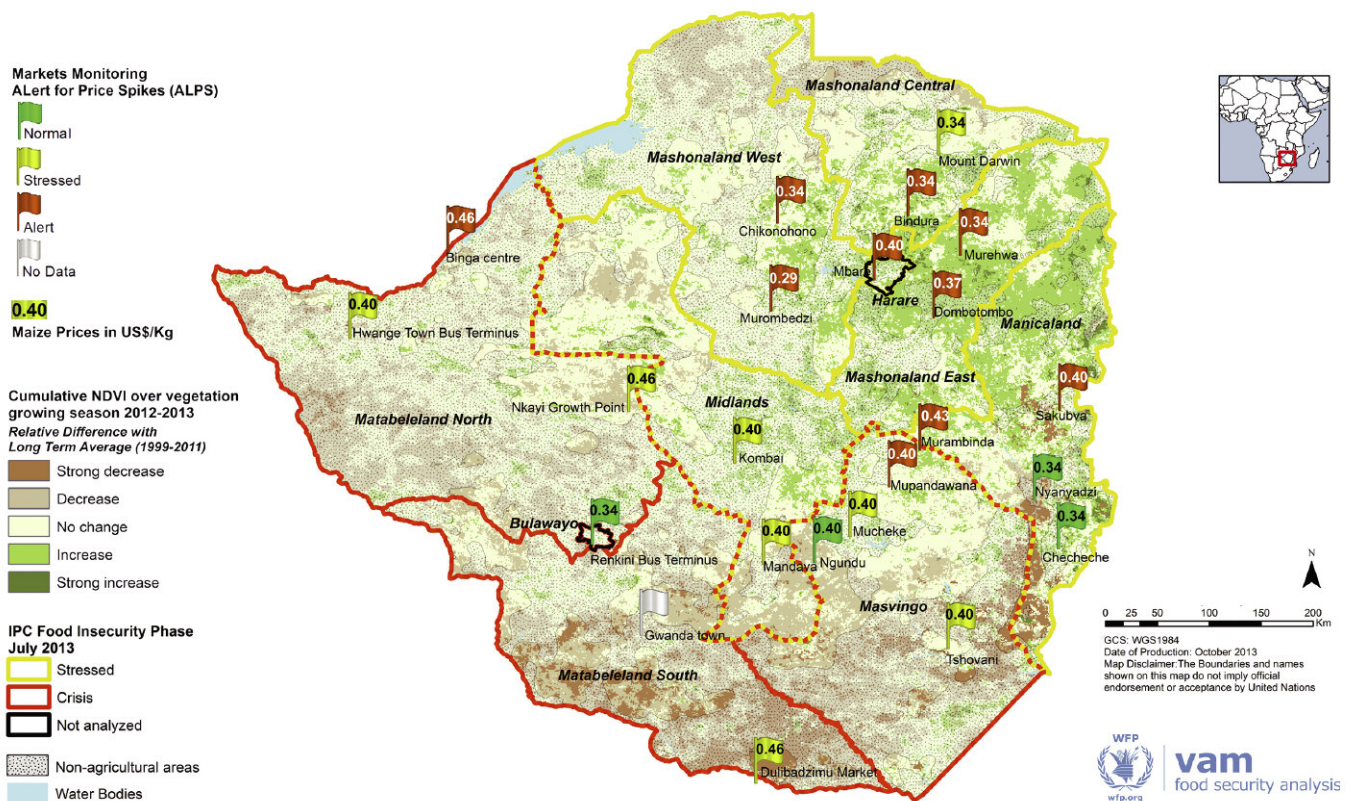 Markets Monitoring
ALert for Price Spikes (ALPS)
Normal
Stressed
Alert
No Data
0.40
Maize Prices in US$/Kg
Cumulative NDVI over vegetation
growing season 2012-2013
Relative Difference with
Long Term Average (1999-2011)
Strong decrease
Decrease
No change
Increase
Strong increase
IPC Food Insecurity Phase
July 2013
Stressed
Crisis
Not analyzed
Non-agricultural areas
Water Bodies
Mashonaland Central
0.34
Mount Darwin
Mashonaland West
0.34
Chikonohono
0.34
Bindura
0.34
Murehwa
0.46
Binga centre
0.40
Mbare
Harare
0.29
Murombedzi
0.37
Dombotombo
Manicaland
0.40
Hwange Town Bus Terminus
Mashonaland East
0.46
Nkayi Growth Point
Midlands
0.40
Sakubva
Matabeleland North
0.43
Murambinda
0.40
Kombai
0.40
Mupandawana
0.34
Nyanyadzi
0.34
Bulawayo
Renkini Bus Terminus
0.40
Mucheke
0.34
Checheche
0.40
Mandava
0.40
Ngundu
Masvingo
Gwanda town
0.40
Tshovani
Matabeleland South
0.46
Dulibadzimu Market
N
0 25 50 100 150 200
Km
GCS: WGS1984
Date of Production: October 2013
Map Disclaimer:The Boundaries and names
shown on this map do not imply official
endorsement or acceptance by United Nations
WFP
wfp.org
vam
food security analysis